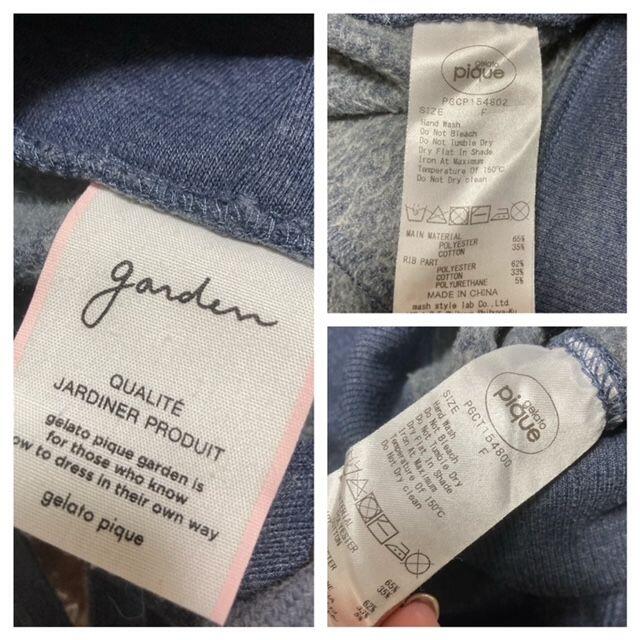 garden
QUALITÉ
JARDINER PRODUIT
gelato pique garden is
for those who know
ow to dress in their own way
gelato pique
gelato
pique
PGCP154802
SIZE F
Hand Wash
Do Not Bleach
Do Not Tumble Dry
Dry Flat In Shade
Iron At Maximum
Temperature Of 150℃
Do Not Dry clean
MAIN MATERIAL
POLYESTER 65%
COTTON 35%
RIB PART
POLYESTER 62%
COTTON 33%
POLYURETHANE 5%
MADE IN CHINA
mash style lab Co.,Ltd
gelato
pique
PGCT154800
SIZE F
Hand Wash
Do Not Bleach
Do Not Tumble Dry
Dry Flat In Shade
Iron At Maximum
Temperature Of 150℃
Do Not Dry clean
65%
35%
62%